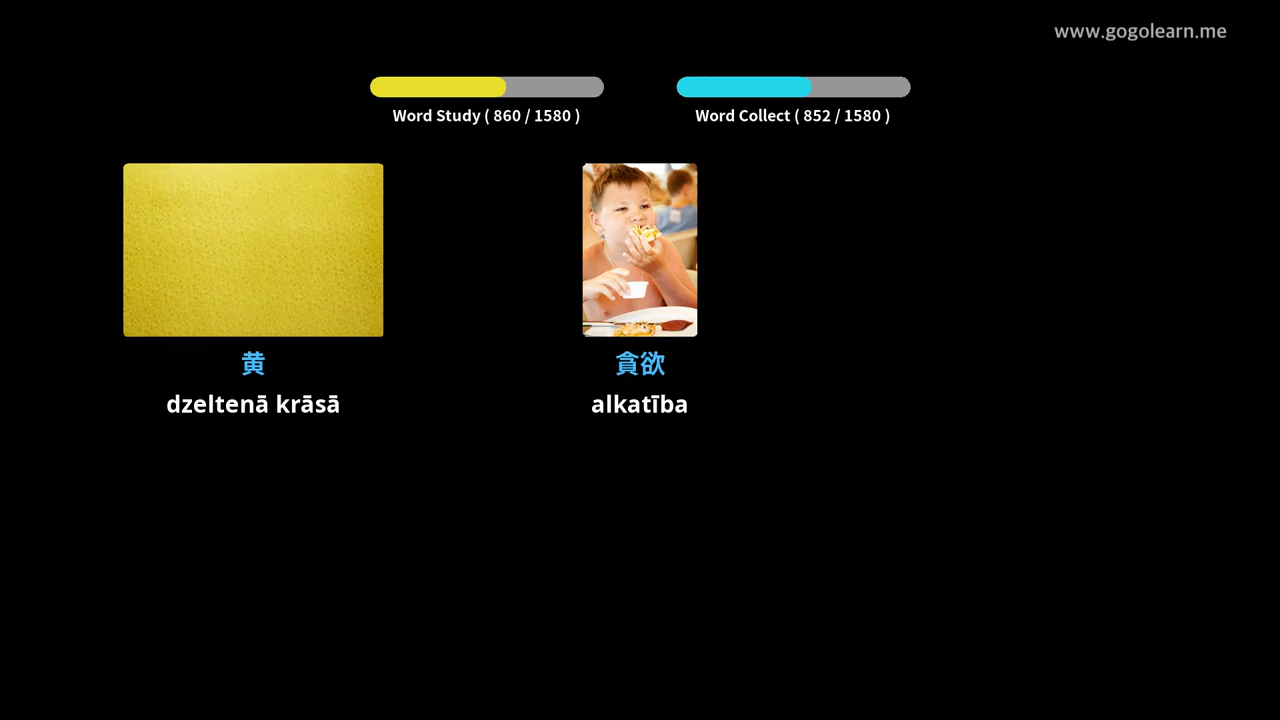 www.gogolearn.me
Word Study ( 860 / 1580 )
Word Collect ( 852 / 1580 )
黄
dzeltenā krāsā
貪欲
alkatība